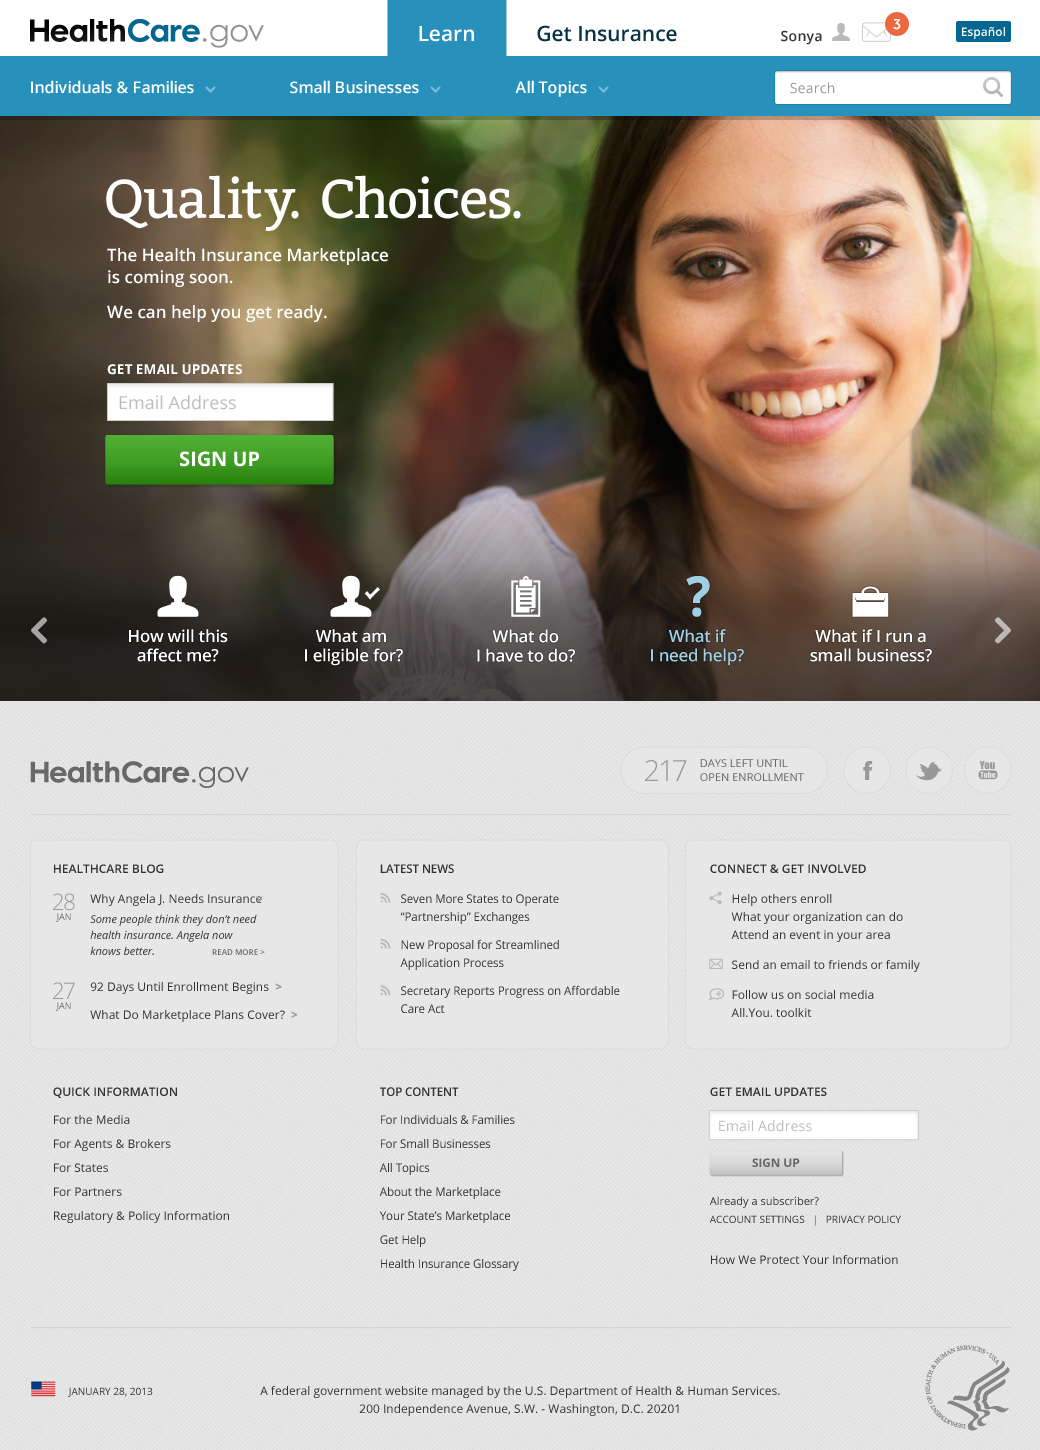 HealthCare.gov
Learn
Get Insurance
Sonya
3
Español
Individuals & Families
Small Businesses
All Topics
Search
Quality. Choices.
The Health Insurance Marketplace
is coming soon.
We can help you get ready.
GET EMAIL UPDATES
Email Address
SIGN UP
How will this
affect me?
What am
I eligible for?
What do
I have to do?
?
What if
I need help?
What if I run a
small business?
HealthCare.gov
217
DAYS LEFT UNTIL
OPEN ENROLLMENT
f
You
Tube
HEALTHCARE BLOG
28
JAN
Why Angela J. Needs Insurance
Some people think they don't need
health insurance. Angela now
knows better.
READ MORE >
27
JAN
92 Days Until Enrollment Begins >
What Do Marketplace Plans Cover? >
LATEST NEWS
Seven More States to Operate
“Partnership” Exchanges
New Proposal for Streamlined
Application Process
Secretary Reports Progress on Affordable
Care Act
CONNECT & GET INVOLVED
Help others enroll
What your organization can do
Attend an event in your area
Send an email to friends or family
Follow us on social media
All.You. toolkit
QUICK INFORMATION
For the Media
For Agents & Brokers
For States
For Partners
Regulatory & Policy Information
TOP CONTENT
For Individuals & Families
For Small Businesses
All Topics
About the Marketplace
Your State’s Marketplace
Get Help
Health Insurance Glossary
GET EMAIL UPDATES
Email Address
SIGN UP
Already a subscriber?
ACCOUNT SETTINGS | PRIVACY POLICY
How We Protect Your Information
JANUARY 28, 2013
A federal government website managed by the U.S. Department of Health & Human Services.
200 Independence Avenue, S.W. - Washington, D.C. 20201
DEPARTMENT OF HEALTH & HUMAN SERVICES • USA